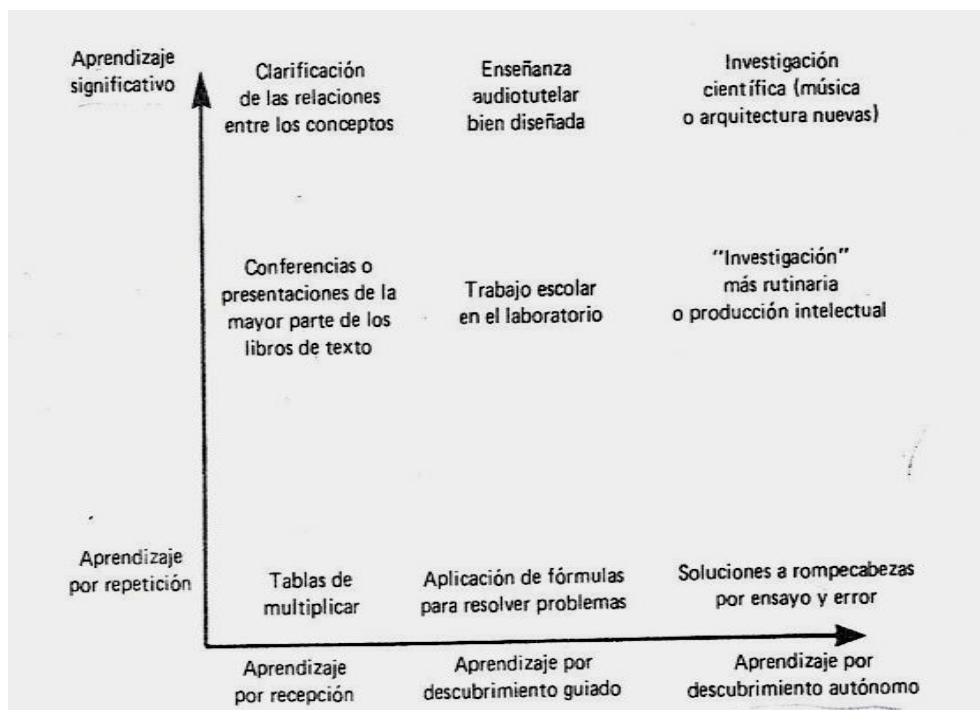 Aprendizaje
significativo
Clarificación
de las relaciones
entre los conceptos
Enseñanza
audiotutelar
bien diseñada
Investigación
científica (música
o arquitectura nuevas)
Conferencias o
presentaciones de la
mayor parte de los
libros de texto
Trabajo escolar
en el laboratorio
"Investigación"
más rutinaria
o producción intelectual
Aprendizaje
por repetición
Tablas de
multiplicar
Aplicación de fórmulas
para resolver problemas
Soluciones a rompecabezas
por ensayo y error
Aprendizaje
por recepción
Aprendizaje por
descubrimiento guiado
Aprendizaje por
descubrimiento autónomo